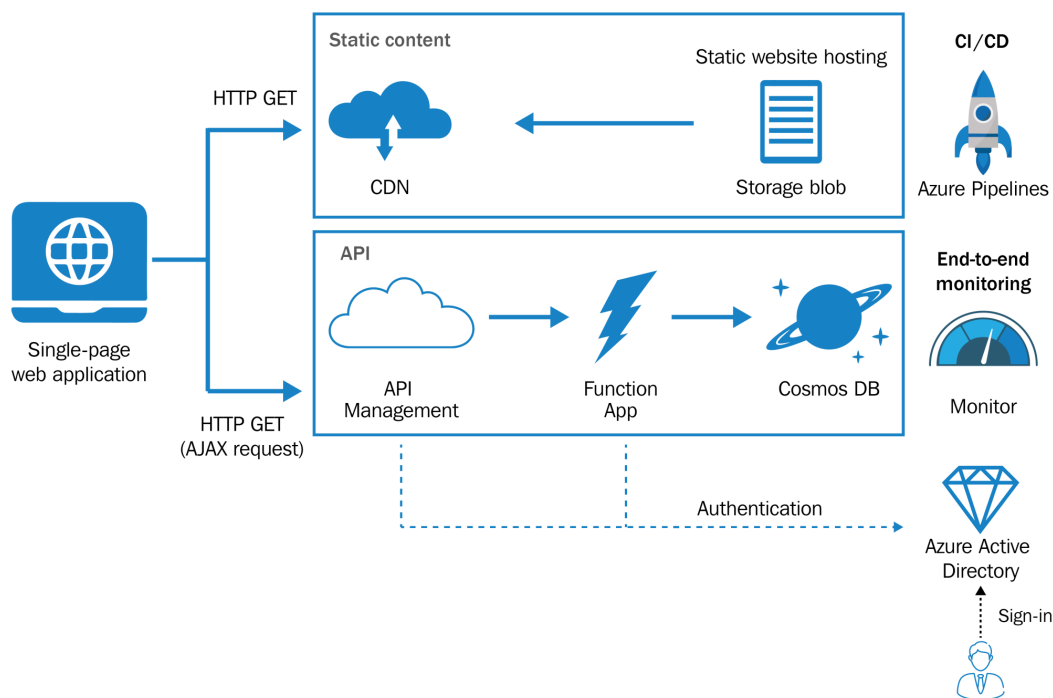 Static content
Static website hosting
CI/CD
HTTP GET
CDN
Storage blob
Azure Pipelines
API
End-to-end
monitoring
Single-page
web application
API
Management
Function
App
Cosmos DB
Monitor
HTTP GET
(AJAX request)
Authentication
Azure Active
Directory
Sign-in